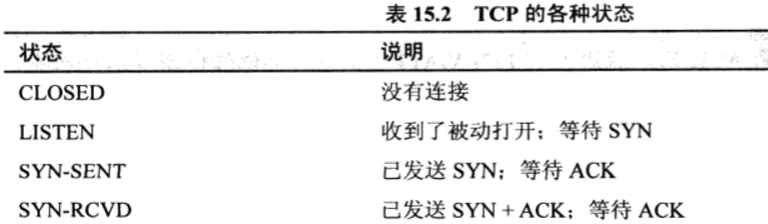 表 15.2 TCP 的各种状态
状态 说明
CLOSED 没有连接
LISTEN 收到了被动打开；等待 SYN
SYN-SENT 已发送 SYN；等待 ACK
SYN-RCVD 已发送 SYN + ACK；等待 ACK